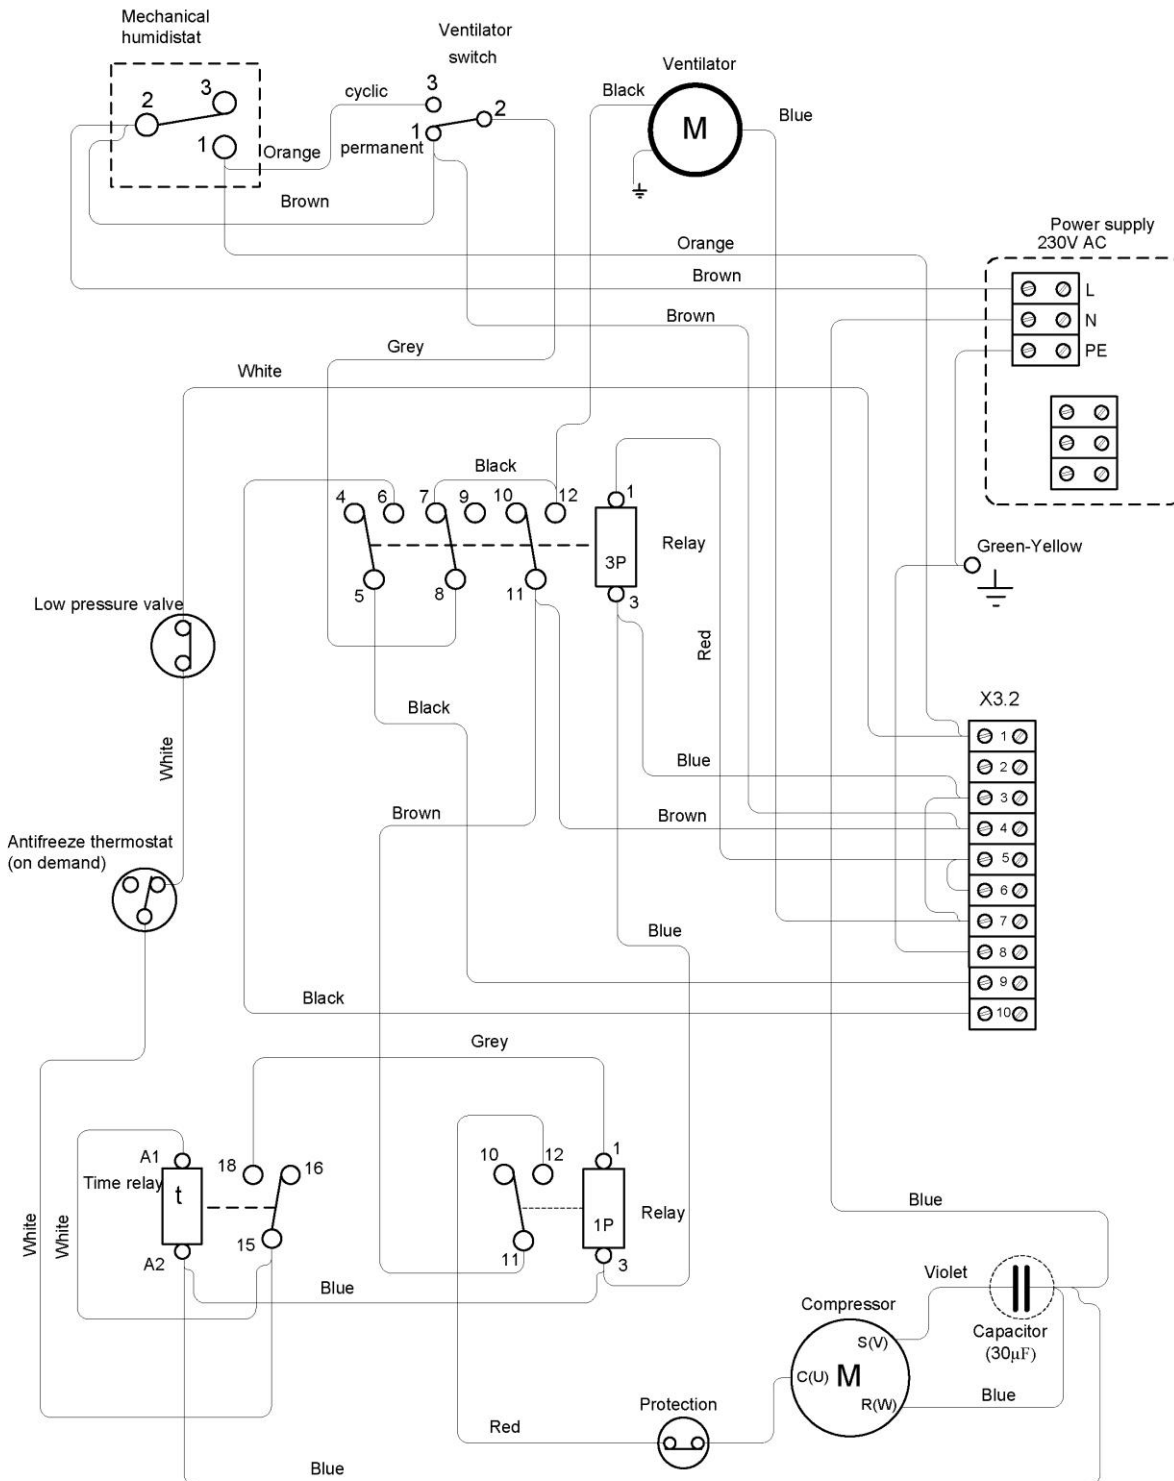 Mechanical
humidistat
Ventilator
switch
Ventilator
3
2
1
cyclic
3
2
1
permanent
Orange
Brown
Black
M
Blue
Power supply
230V AC
Orange
Brown
L
Brown
N
Grey
PE
White
Black
4
6
7
9
10
12
1
Relay
3P
5
8
11
3
Green-Yellow
Low pressure valve
Red
X3.2
Black
White
Blue
1
2
3
4
5
6
7
8
9
10
Brown
Brown
Antifreeze thermostat
(on demand)
Blue
Black
Grey
A1
Time relay
t
A2
18
16
15
10
12
11
1
Relay
1P
3
White
White
Blue
Blue
Violet
Compressor
Capacitor
(30µF)
S(V)
C(U)
M
R(W)
Blue
Protection
Red
Blue